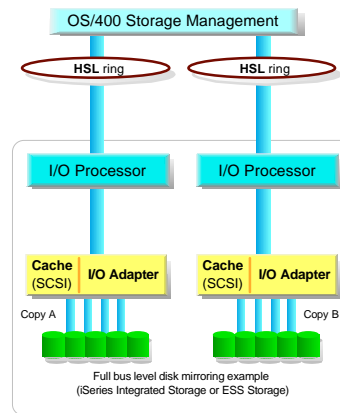 OS/400 Storage Management
HSL ring
HSL ring
I/O Processor
I/O Processor
Cache
(SCSI)
I/O Adapter
Cache
(SCSI)
I/O Adapter
Copy A
Copy B
Full bus level disk mirroring example
(iSeries Integrated Storage or ESS Storage)